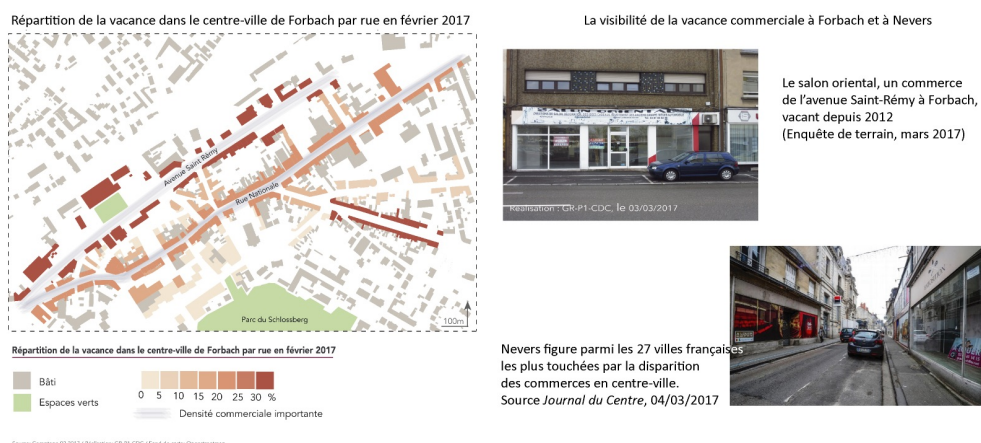 Répartition de la vacance dans le centre-ville de Forbach par rue en février 2017
Avenue Saint Rémy
Rue Nationale
Parc du Schlossberg
100m
Répartition de la vacance dans le centre-ville de Forbach par rue en février 2017
Bâti
Espaces verts
0 5 10 15 20 25 30 %
Densité commerciale importante
La visibilité de la vacance commerciale à Forbach et à Nevers
SALON ORIENTAL
Réalisation : GR-P1-CDC, le 03/03/2017
Le salon oriental, un commerce
de l'avenue Saint-Rémy à Forbach,
vacant depuis 2012
(Enquête de terrain, mars 2017)
Nevers figure parmi les 27 villes françaises
les plus touchées par la disparition
des commerces en centre-ville.
Source Journal du Centre, 04/03/2017